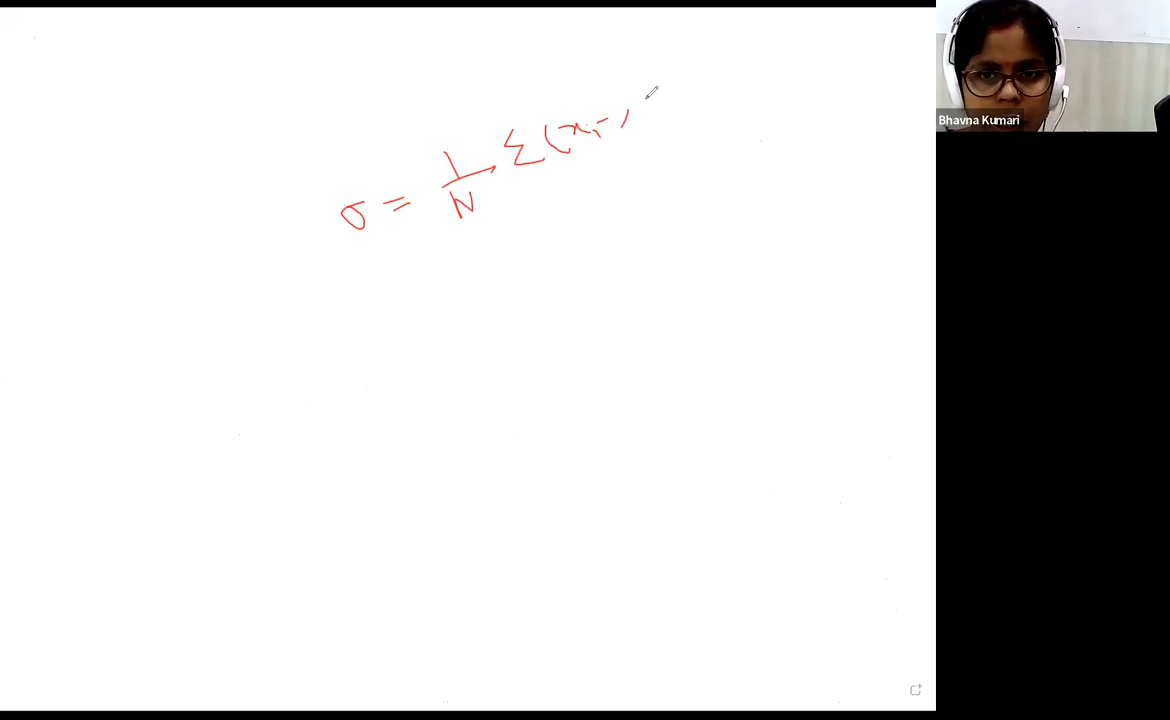 σ = 1/N Σ(xi -
Bhavna Kumari